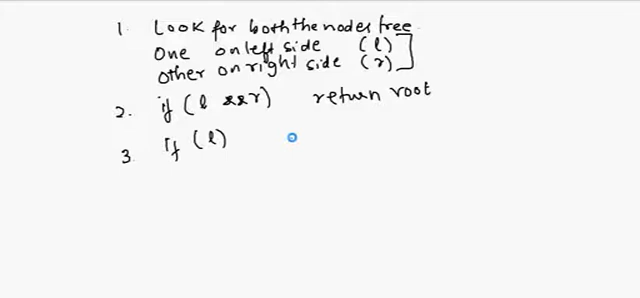 1. Look for both the nodes tree
One on left side (l)
other on right side (r)
2. if (l &&r) return root
3. If (l)